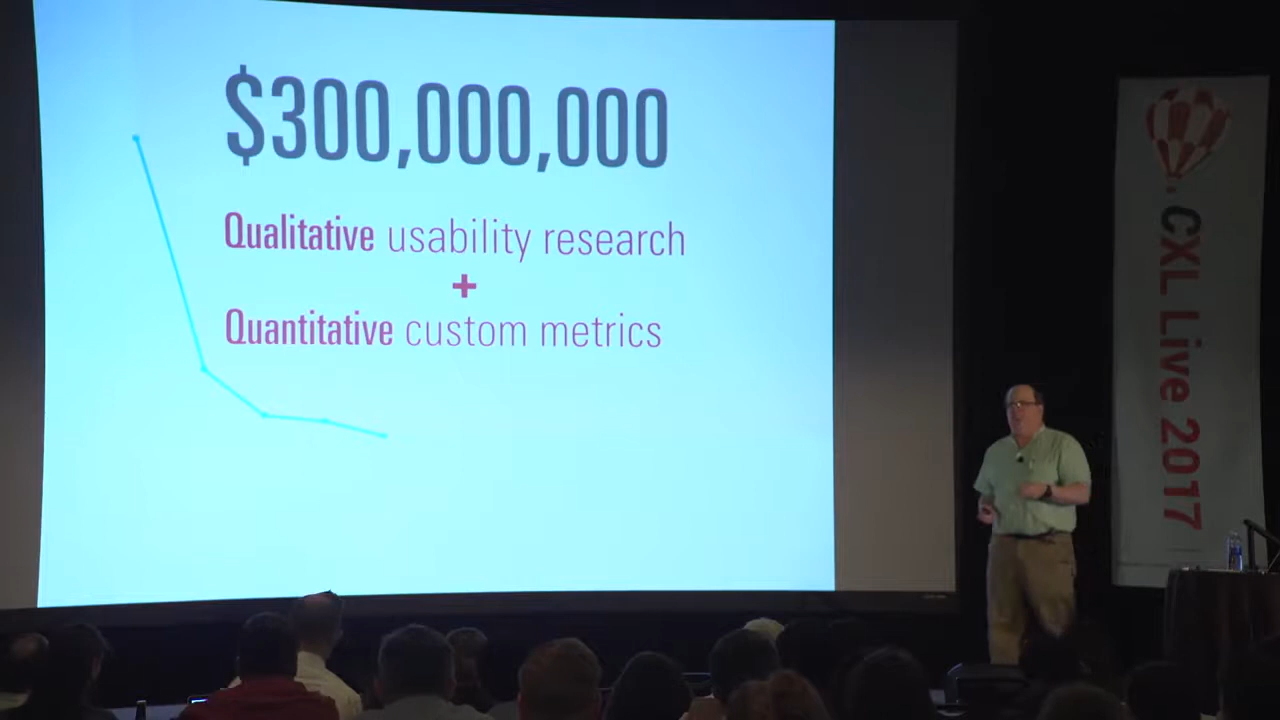 $300,000,000
Qualitative usability research
+
Quantitative custom metrics
CXL Live 2017